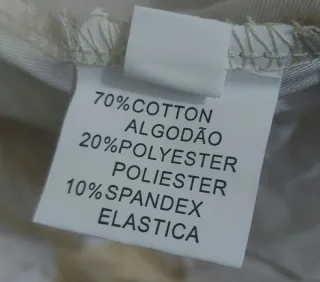 70%COTTON
ALGODÃO
20%POLYESTER
POLIESTER
10%SPANDEX
ELASTICA